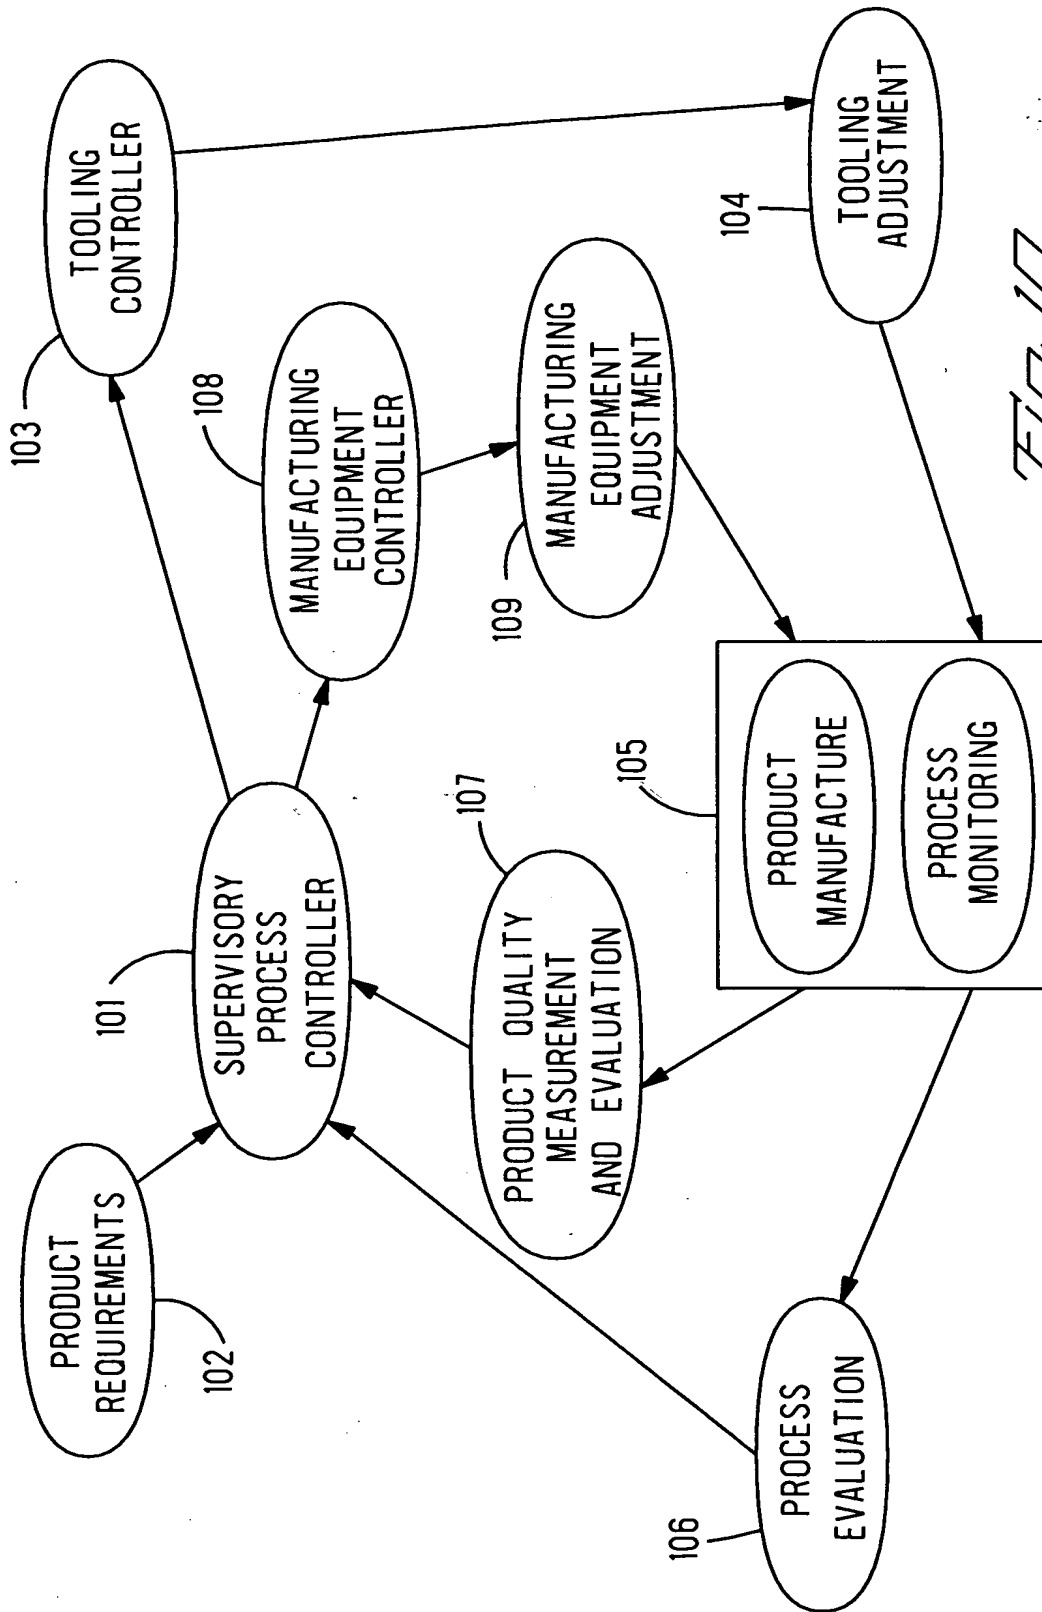 103
PRODUCT
REQUIREMENTS
TOOLING
CONTROLLER
102
101
108
SUPERVISORY
PROCESS
CONTROLLER
MANUFACTURING
EQUIPMENT
CONTROLLER
107
109
PRODUCT QUALITY
MEASUREMENT
AND EVALUATION
MANUFACTURING
EQUIPMENT
ADJUSTMENT
106
105
104
PROCESS
EVALUATION
PRODUCT
MANUFACTURE
TOOLING
ADJUSTMENT
PROCESS
MONITORING
Fig.